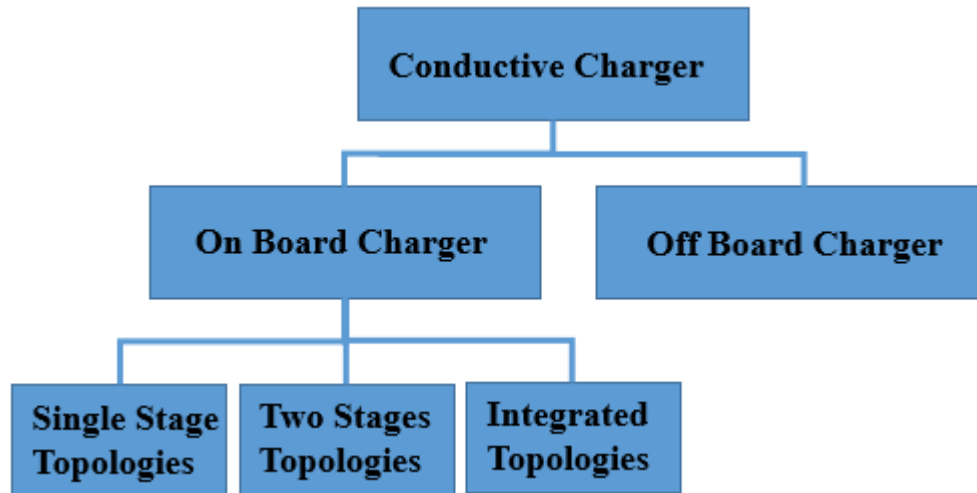 Conductive Charger
On Board Charger
Off Board Charger
Single Stage
Topologies
Two Stages
Topologies
Integrated
Topologies